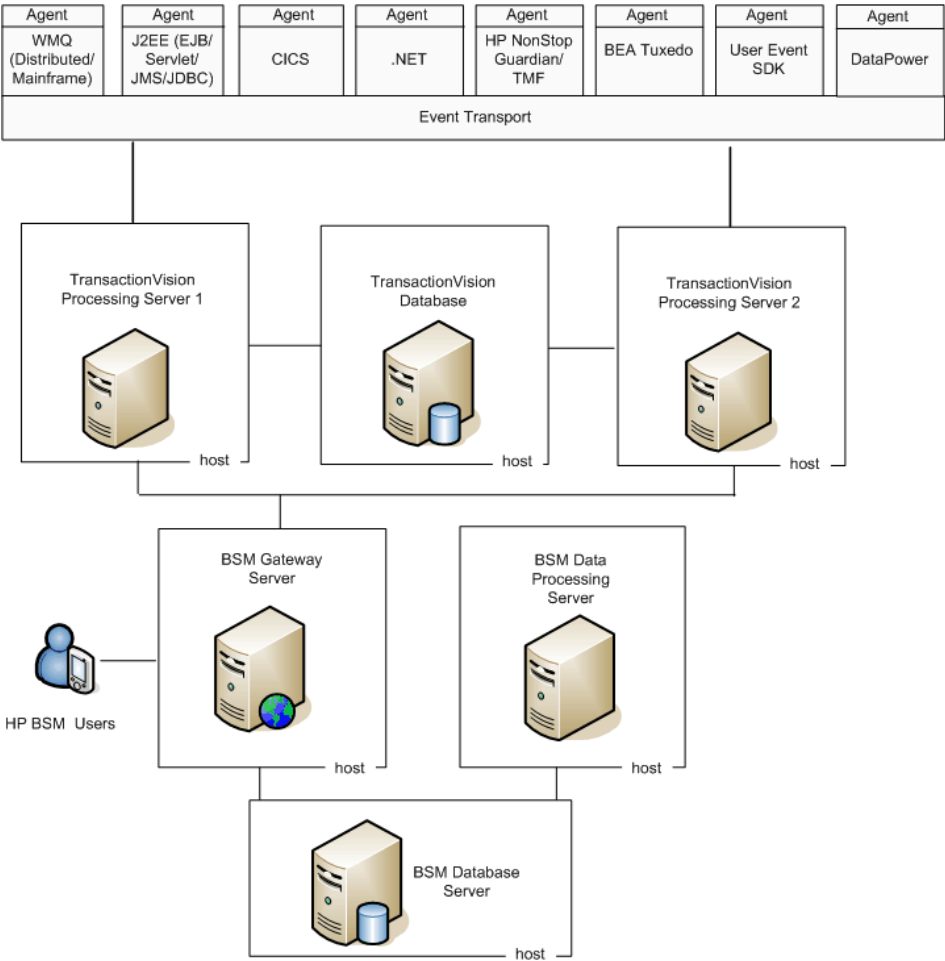 Agent
Agent
Agent
Agent
Agent
Agent
Agent
Agent
WMQ
(Distributed/
Mainframe)
J2EE (EJB/
Servlet/
JMS/JDBC)
CICS
.NET
HP NonStop
Guardian/
TMF
BEA Tuxedo
User Event
SDK
DataPower
Event Transport
TransactionVision
Processing Server 1
host
TransactionVision
Database
host
TransactionVision
Processing Server 2
host
BSM Gateway
Server
host
BSM Data
Processing
Server
host
HP BSM Users
BSM Database
Server
host